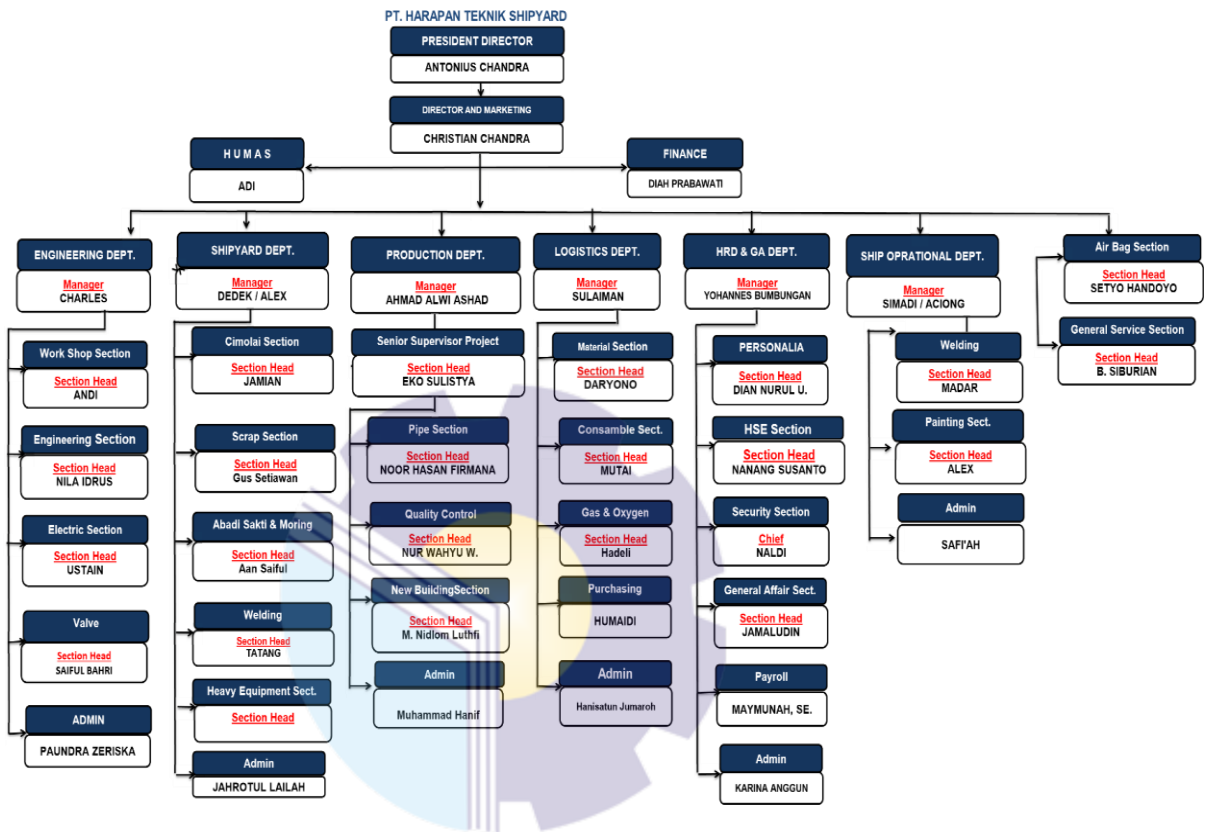 PT. HARAPAN TEKNIK SHIPYARD
PRESIDENT DIRECTOR
ANTONIUS CHANDRA
DIRECTOR AND MARKETING
CHRISTIAN CHANDRA
H U M A S
ADI
FINANCE
DIAH PRABAWATI
ENGINEERING DEPT.
Manager
CHARLES
Work Shop Section
Section Head
ANDI
Engineering Section
Section Head
NILA IDRUS
Electric Section
Section Head
USTAIN
Valve
Section Head
SAIFUL BAHRI
ADMIN
PAUNDRA ZERISKA
SHIPYARD DEPT.
Manager
DEDEK / ALEX
Cimolai Section
Section Head
JAMIAN
Scrap Section
Section Head
Gus Setiawan
Abadi Sakti & Moring
Section Head
Aan Saiful
Welding
Section Head
TATANG
Heavy Equipment Sect.
Section Head
Admin
JAHROTUL LAILAH
PRODUCTION DEPT.
Manager
AHMAD ALWI ASHAD
Senior Supervisor Project
Section Head
EKO SULISTYA
Pipe Section
Section Head
NOOR HASAN FIRMANA
Quality Control
Section Head
NUR WAHYU W.
New BuildingSection
Section Head
M. Nidlom Luthfi
Admin
Muhammad Hanif
LOGISTICS DEPT.
Manager
SULAIMAN
Material Section
Section Head
DARYONO
Consamble Sect.
Section Head
MUTAI
Gas & Oxygen
Section Head
Hadeli
Purchasing
HUMAIDI
Admin
Hanisatun Jumaroh
HRD & GA DEPT.
Manager
YOHANNES BUMBUNGAN
PERSONALIA
Section Head
DIAN NURUL U.
HSE Section
Section Head
NANANG SUSANTO
Security Section
Chief
NALDI
General Affair Sect.
Section Head
JAMALUDIN
Payroll
MAYMUNAH, SE.
Admin
KARINA ANGGUN
SHIP OPRATIONAL DEPT.
Manager
SIMADI / ACIONG
Welding
Section Head
MADAR
Painting Sect.
Section Head
ALEX
Admin
SAFI'AH
Air Bag Section
Section Head
SETYO HANDOYO
General Service Section
Section Head
B. SIBURIAN